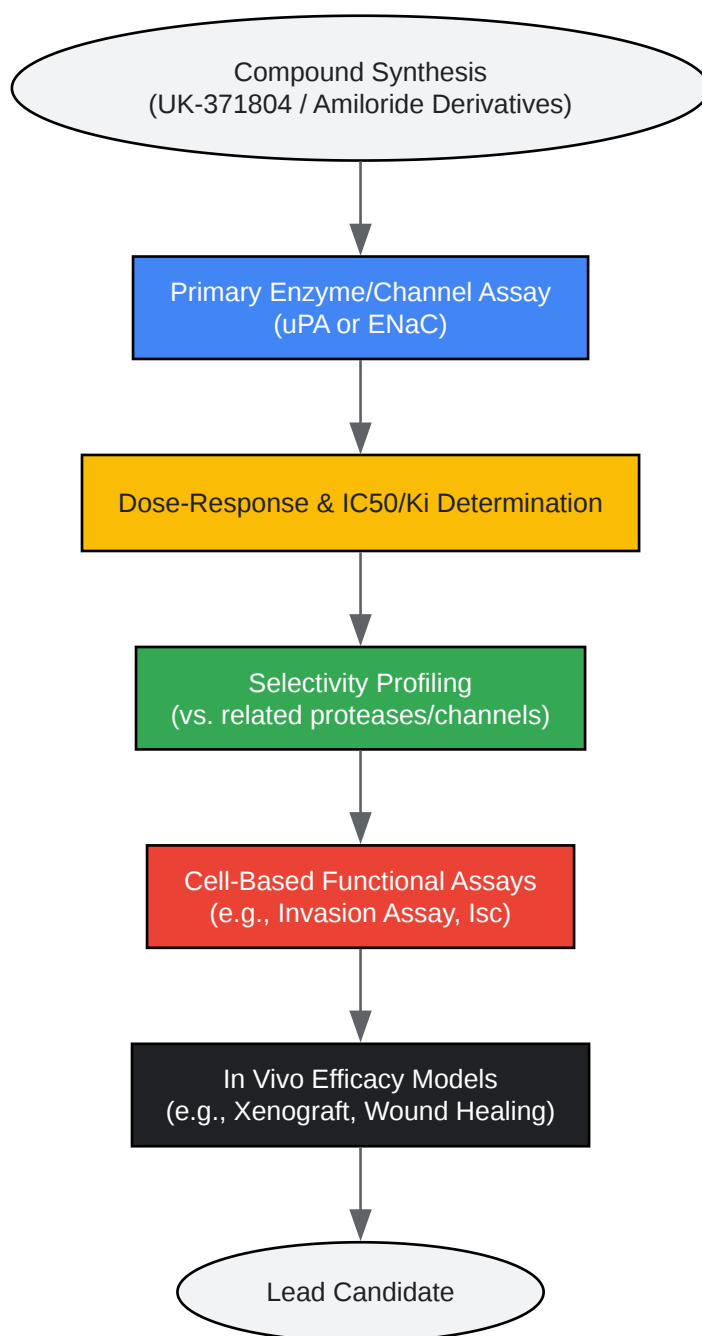 Compound Synthesis
(UK-371804 / Amiloride Derivatives)
Primary Enzyme/Channel Assay
(uPA or ENaC)
Dose-Response & IC50/Ki Determination
Selectivity Profiling
(vs. related proteases/channels)
Cell-Based Functional Assays
(e.g., Invasion Assay, Isc)
In Vivo Efficacy Models
(e.g., Xenograft, Wound Healing)
Lead Candidate